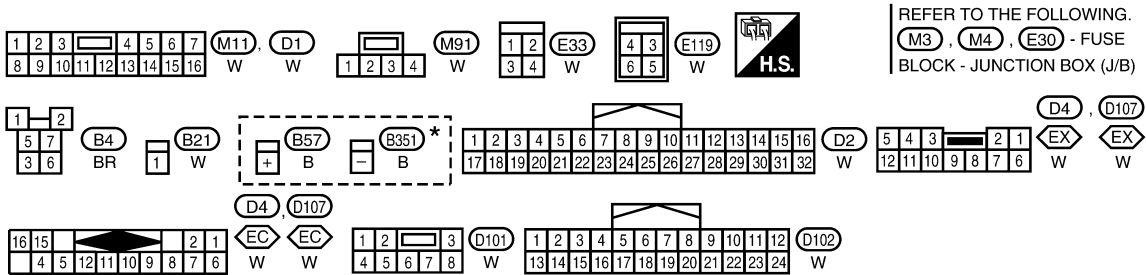 1 2 3 4 5 6 7 M11, D1
8 9 10 11 12 13 14 15 16 W
M91
1 2 3 4 W
1 2 E33
3 4 W
4 3 E119
6 5 W
H.S.
REFER TO THE FOLLOWING.
M3, M4, E30 - FUSE
BLOCK - JUNCTION BOX (J/B)
1 2
5 7 B4
3 6 BR
B21
1 W
B57
+ B
B351 *
- B
1 2 3 4 5 6 7 8 9 10 11 12 13 14 15 16 D2
17 18 19 20 21 22 23 24 25 26 27 28 29 30 31 32 W
D4, D107
5 4 3 2 1 EX EX
12 11 10 9 8 7 6 W W
D4, D107
16 15 2 1 EC EC
4 5 12 11 10 9 8 7 6 W W
1 2 3 D101
4 5 6 7 8 W
1 2 3 4 5 6 7 8 9 10 11 12 D102
13 14 15 16 17 18 19 20 21 22 23 24 W